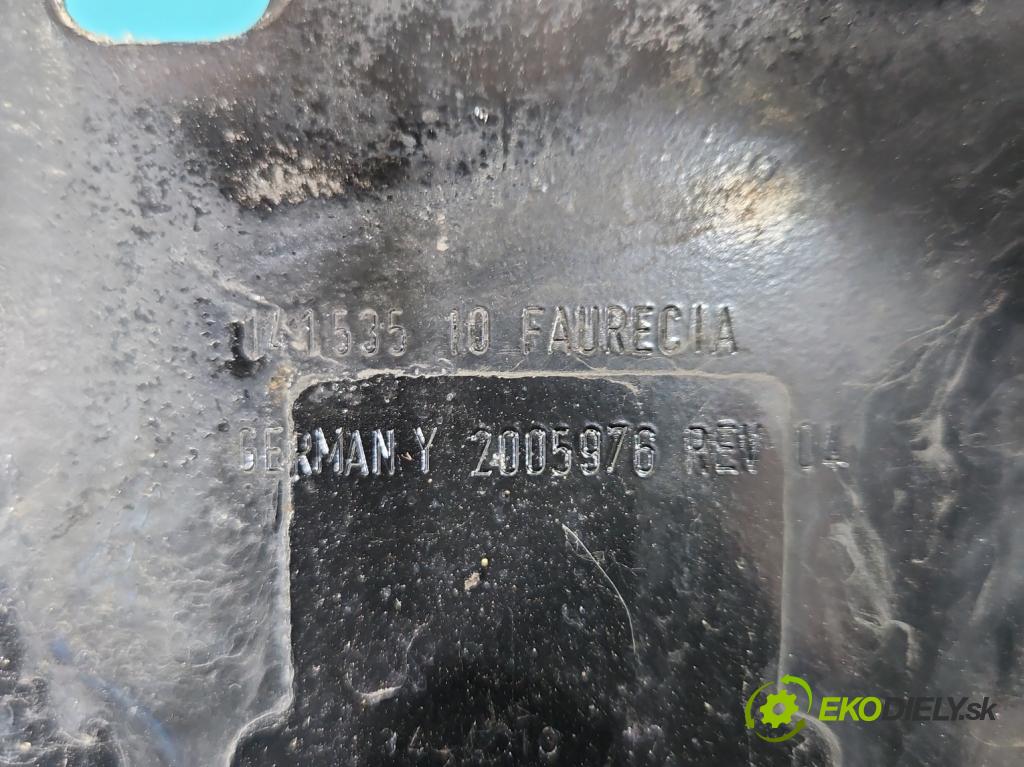 141535 10 FAURECIA
GERMANY 2005976 REV 04
EKODIELY.sk